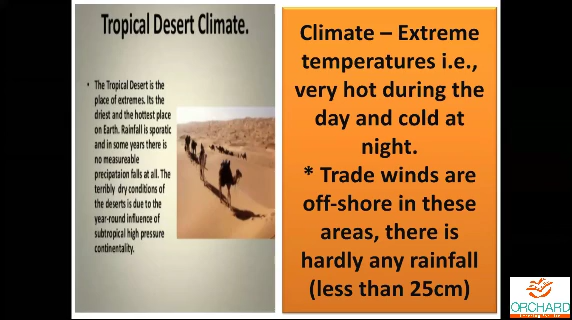 Tropical Desert Climate.
• The Tropical Desert is the
place of extremes. Its the
driest and the hottest place
on Earth. Rainfall is sporatic
and in some years there is
no measureable
precipataion falls at all. The
terribly dry conditions of
the deserts is due to the
year-round influence of
subtropical high pressure
continentality.
Climate – Extreme
temperatures i.e.,
very hot during the
day and cold at
night.
* Trade winds are
off-shore in these
areas, there is
hardly any rainfall
(less than 25cm)
ORCHARD